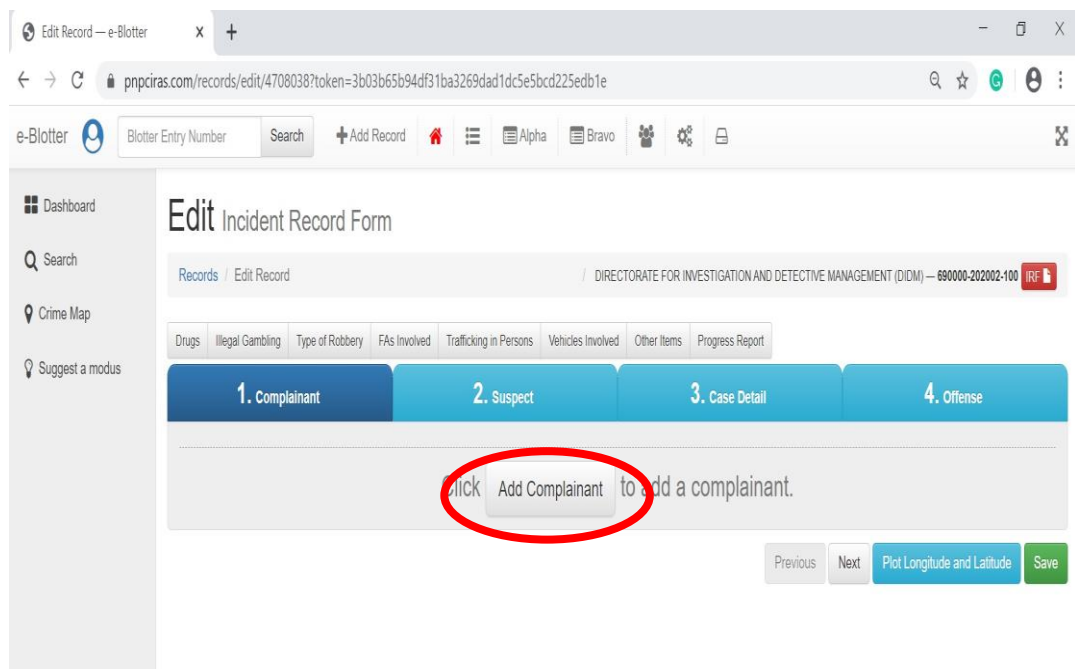 Edit Record — e-Blotter
pnpciras.com/records/edit/4708038?token=3b03b65b94df31ba3269dad1dc5e5bcd225edb1e
e-Blotter Blotter Entry Number Search Add Record Alpha Bravo
Dashboard
Search
Crime Map
Suggest a modus
Edit Incident Record Form
Records / Edit Record / DIRECTORATE FOR INVESTIGATION AND DETECTIVE MANAGEMENT (DIDM) — 690000-202002-100 IRF
Drugs Illegal Gambling Type of Robbery FAs Involved Trafficking in Persons Vehicles Involved Other Items Progress Report
1. Complainant 2. Suspect 3. Case Detail 4. Offense
Click Add Complainant to add a complainant.
Previous Next Plot Longitude and Latitude Save